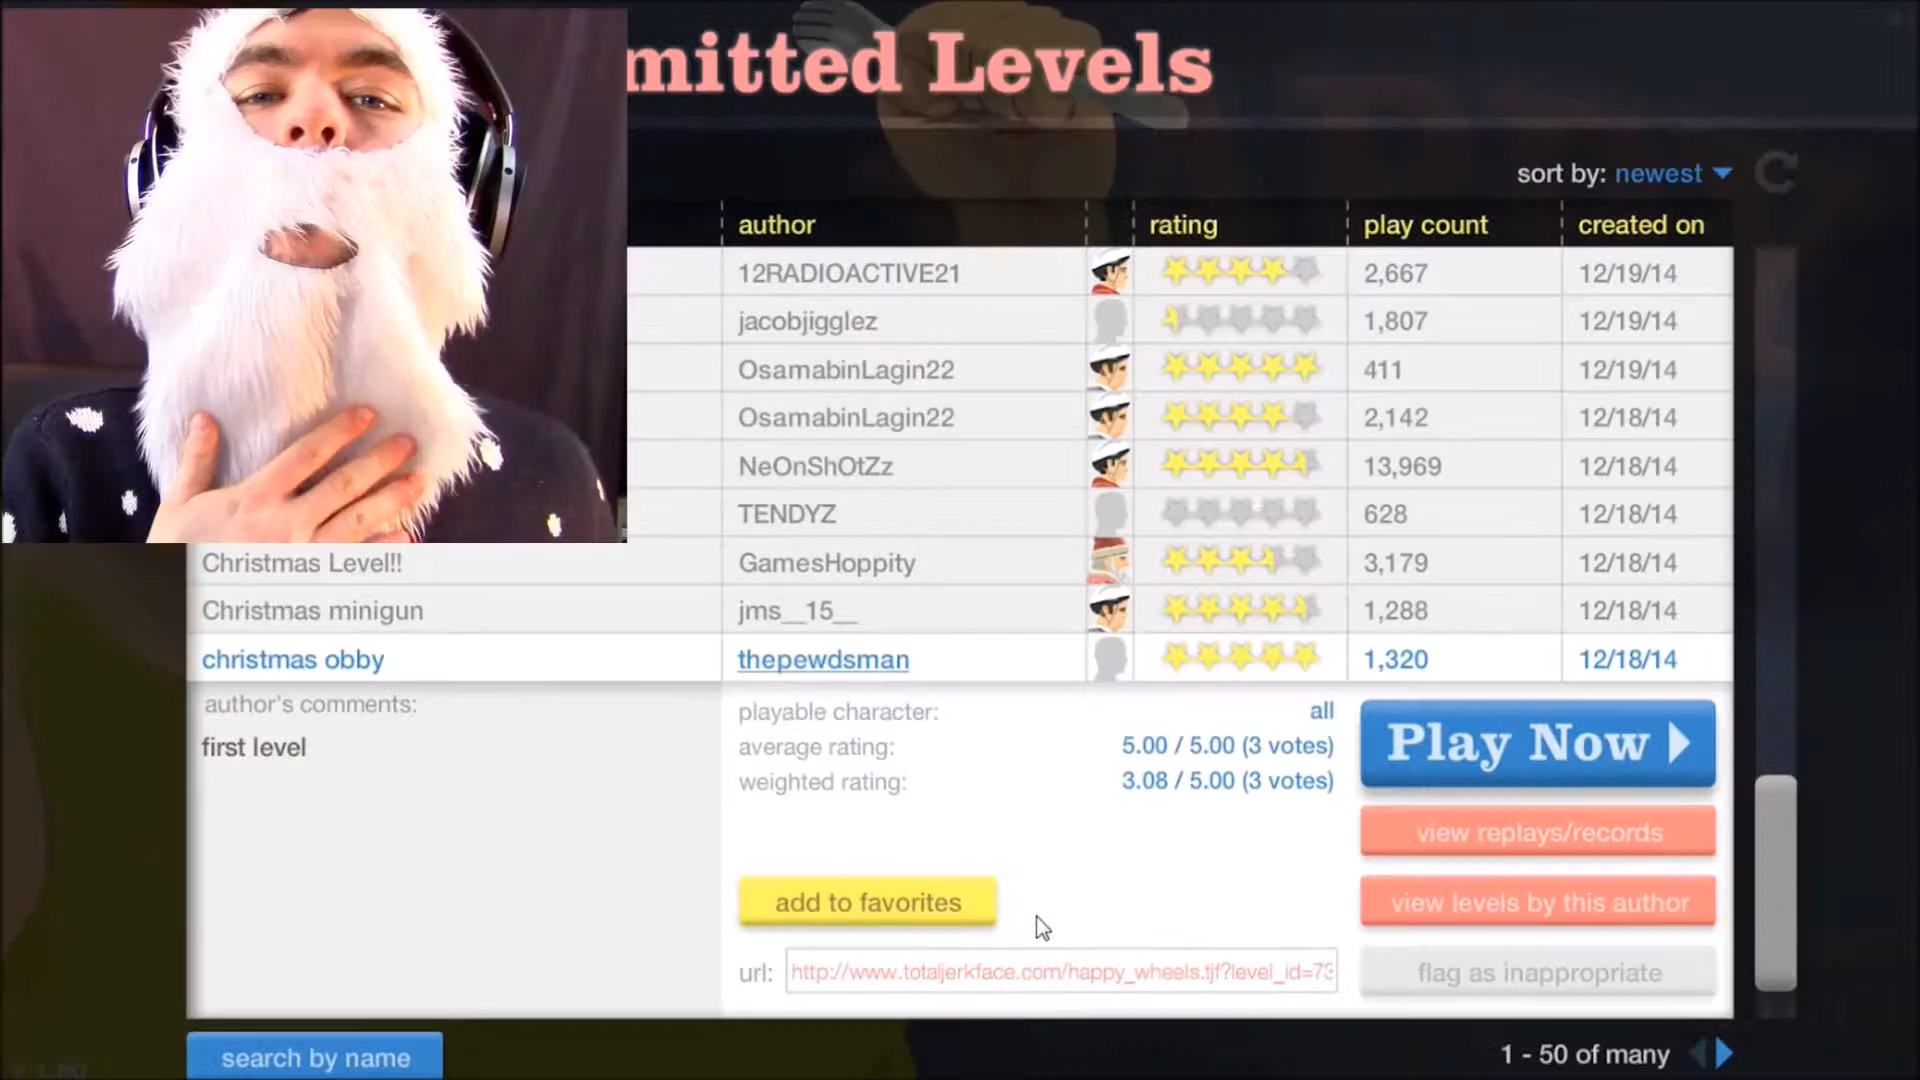 mitted Levels
sort by: newest
author rating play count created on
12RADIOACTIVE21 2,667 12/19/14
jacobjigglez 1,807 12/19/14
OsamabinLagin22 411 12/19/14
OsamabinLagin22 2,142 12/18/14
NeOnShOtZz 13,969 12/18/14
TENDYZ 628 12/18/14
Christmas Level!! GamesHoppity 3,179 12/18/14
Christmas minigun jms__15__ 1,288 12/18/14
christmas obby thepewdsman 1,320 12/18/14
author's comments:
first level
playable character: all
average rating: 5.00 / 5.00 (3 votes)
weighted rating: 3.08 / 5.00 (3 votes)
Play Now
view replays/records
add to favorites
view levels by this author
url: http://www.totaljerkface.com/happy_wheels.tjf?level_id=73
flag as inappropriate
search by name
1 - 50 of many